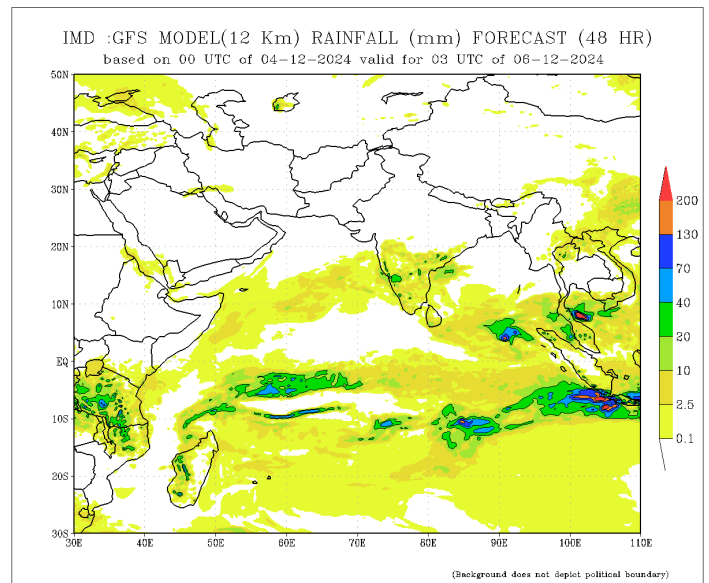 IMD :GFS MODEL(12 Km) RAINFALL (mm) FORECAST (48 HR)
based on 00 UTC of 04-12-2024 valid for 03 UTC of 06-12-2024
50N
40N
30N
20N
10N
EQ
10S
20S
30S
30E 40E 50E 60E 70E 80E 90E 100E 110E
200
130
70
40
20
10
2.5
0.1
(Background does not depict political boundary)